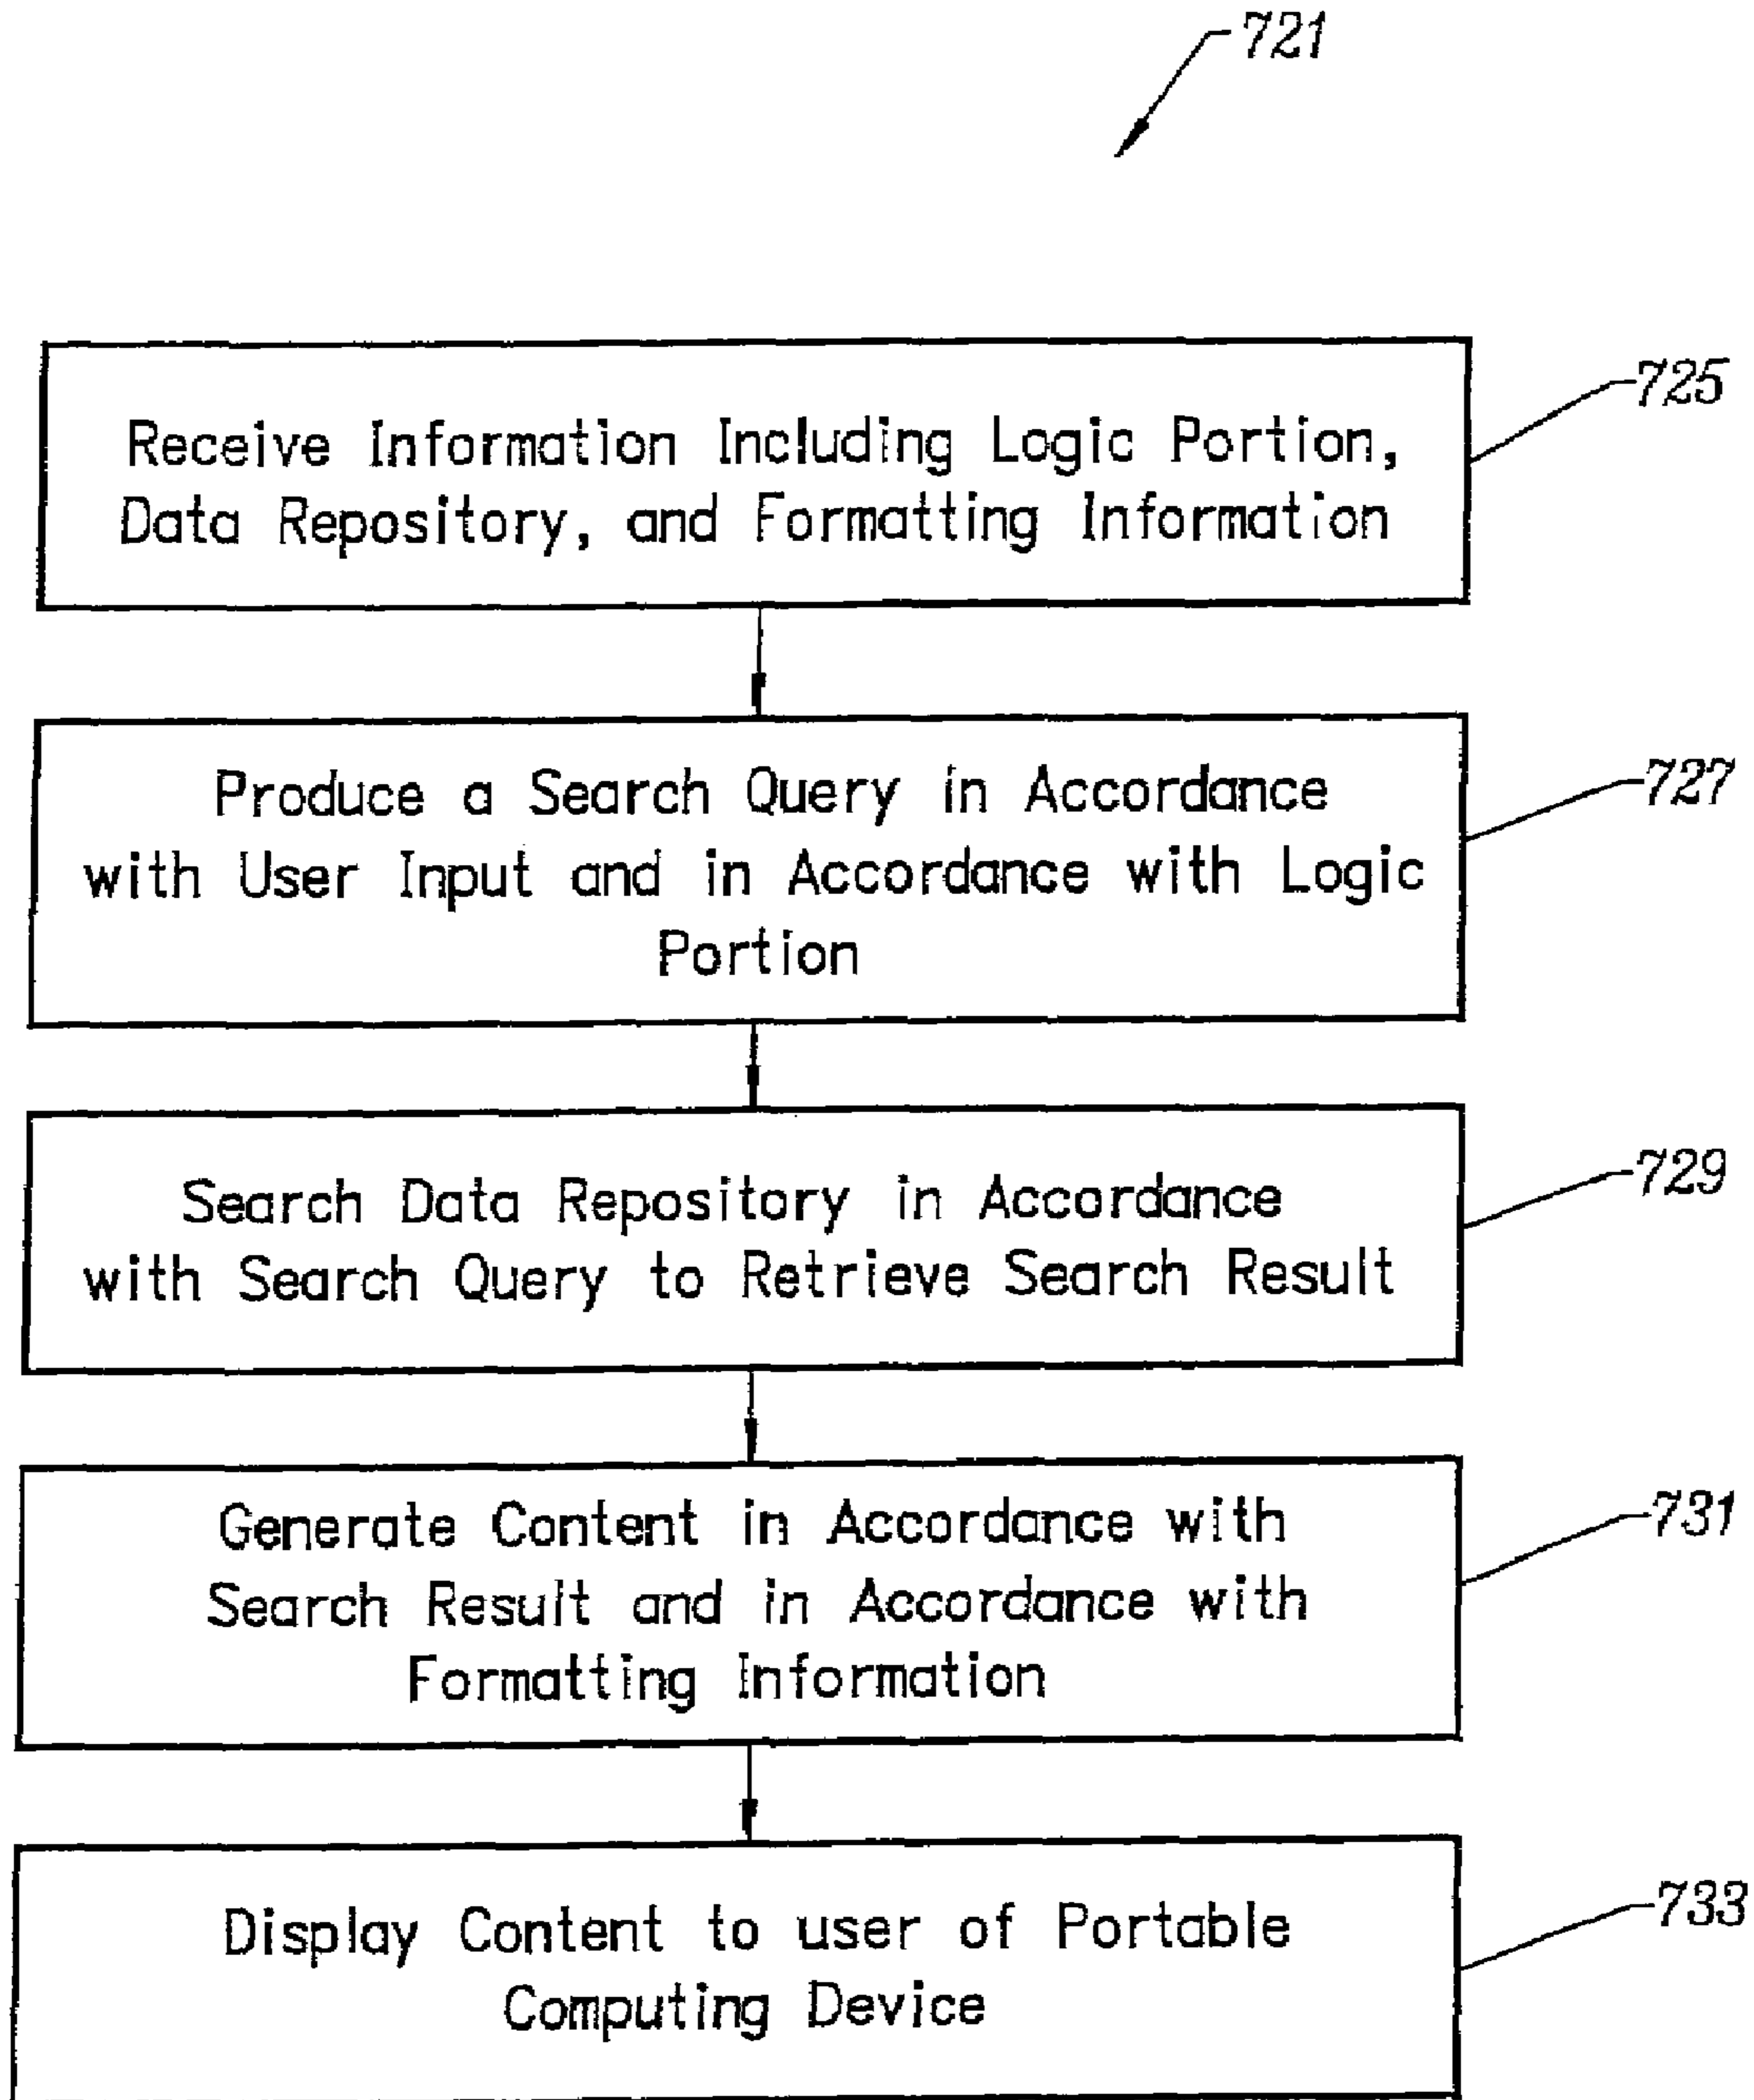 721
Receive Information Including Logic Portion,
Data Repository, and Formatting Information
725
Produce a Search Query in Accordance
with User Input and in Accordance with Logic
Portion
727
Search Data Repository in Accordance
with Search Query to Retrieve Search Result
729
Generate Content in Accordance with
Search Result and in Accordance with
Formatting Information
731
Display Content to user of Portable
Computing Device
733